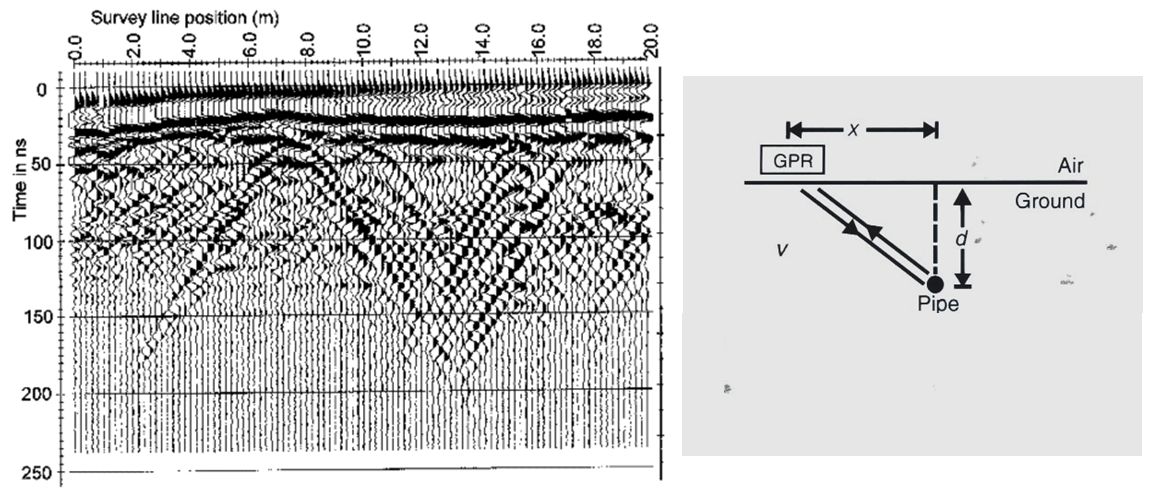 Survey line position (m)
0.0 2.0 4.0 6.0 8.0 10.0 12.0 14.0 16.0 18.0 20.0
Time in ns
0
50
100
150
200
250
x
GPR
Air
Ground
v
d
Pipe